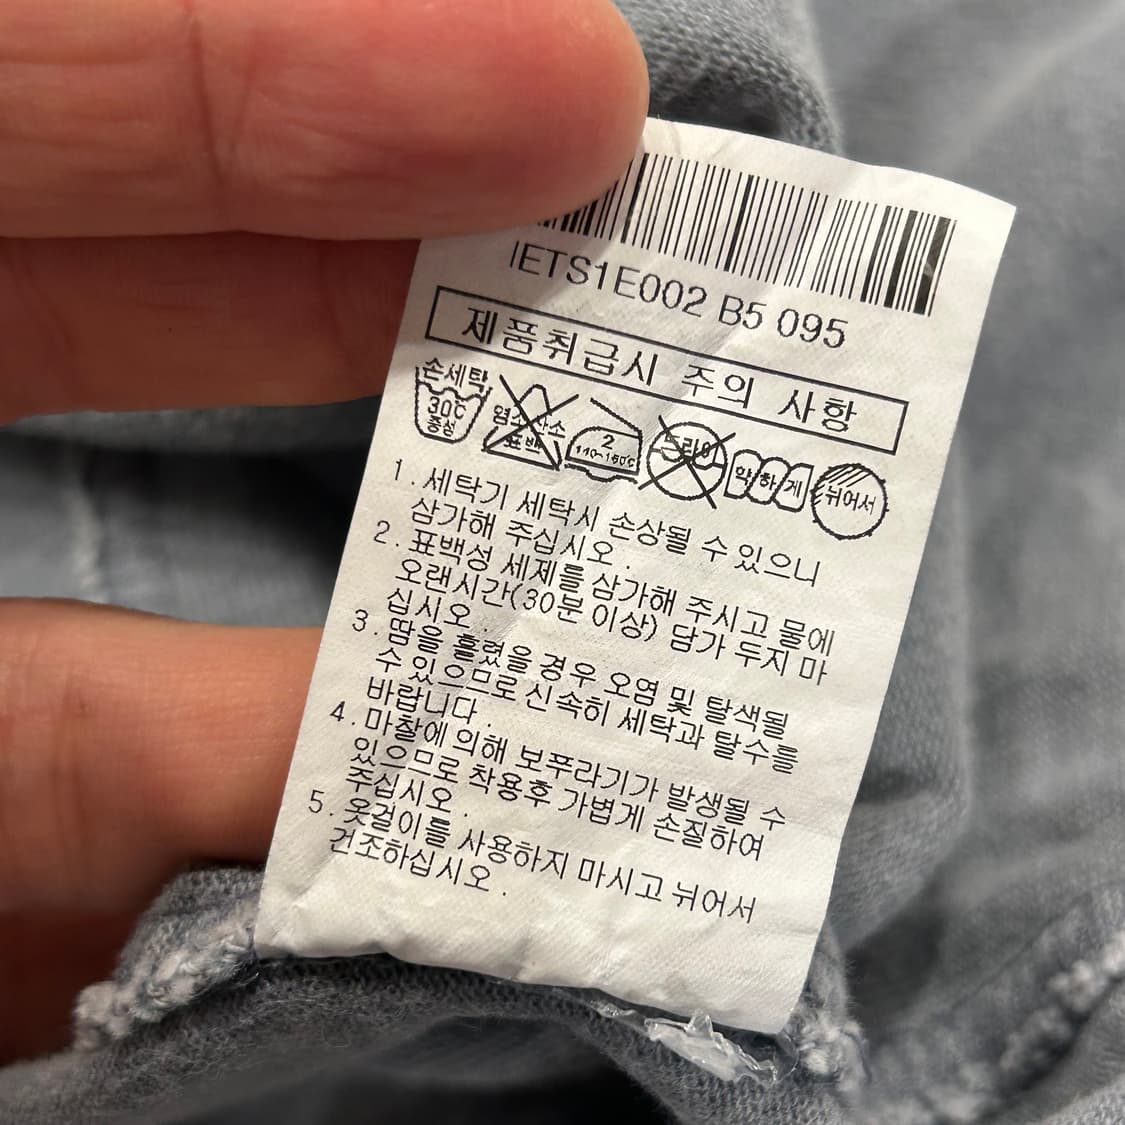 IETS1E002 B5 095
제품취급시 주의 사항
손세탁
30℃
중성
염소산소
표백
2
140~160℃
드라이
약하게
뉘어서
1. 세탁기 세탁시 손상될 수 있으니
삼가해 주십시오.
2. 표백성 세제를 삼가해 주시고 물에
오랜시간(30분 이상) 담가 두지 마
십시오.
3. 땀을 흘렸을 경우 오염 및 탈색될
수 있으므로 신속히 세탁과 탈수를
바랍니다.
4. 마찰에 의해 보푸라기가 발생될 수
있으므로 착용후 가볍게 손질하여
주십시오.
5. 옷걸이를 사용하지 마시고 뉘어서
건조하십시오.